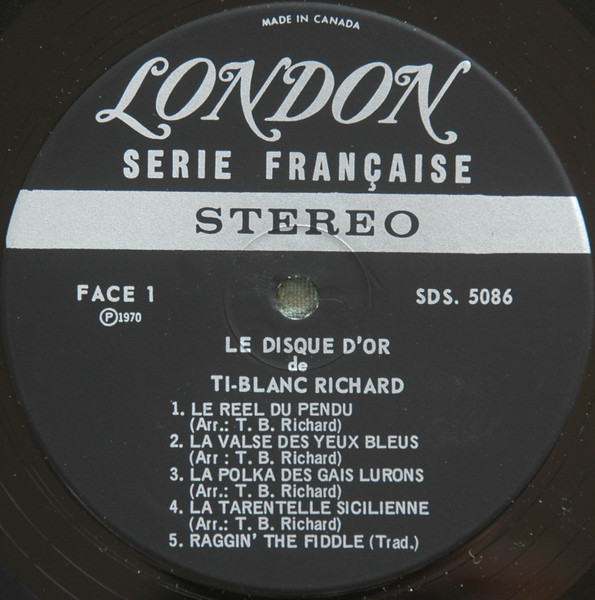 MADE IN CANADA
LONDON
SERIE FRANÇAISE
STEREO
FACE 1
Ⓟ1970
SDS. 5086
LE DISQUE D'OR
de
TI-BLANC RICHARD
1. LE REEL DU PENDU
(Arr.: T. B. Richard)
2. LA VALSE DES YEUX BLEUS
(Arr : T. B. Richard)
3. LA POLKA DES GAIS LURONS
(Arr.: T. B. Richard)
4. LA TARENTELLE SICILIENNE
(Arr.: T. B. Richard)
5. RAGGIN' THE FIDDLE (Trad.)